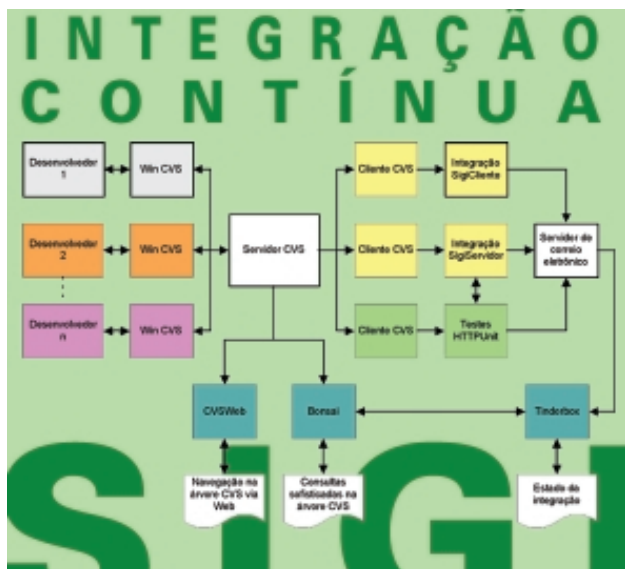 INTEGRAÇÃO
CONTÍNUA
Desenvolvedor
1
Win CVS
Cliente CVS
Integração
SigiCliente
Desenvolvedor
2
Win CVS
Servidor CVS
Cliente CVS
Integração
SigiServidor
Servidor de
correio
eletrônico
Desenvolvedor
n
Win CVS
Cliente CVS
Testes
HTTPUnit
CVSWeb
Bonsai
Tinderbox
Navegação na
árvore CVS via
Web
Consultas
sofisticadas na
árvore CVS
Estado da
integração
SIGI